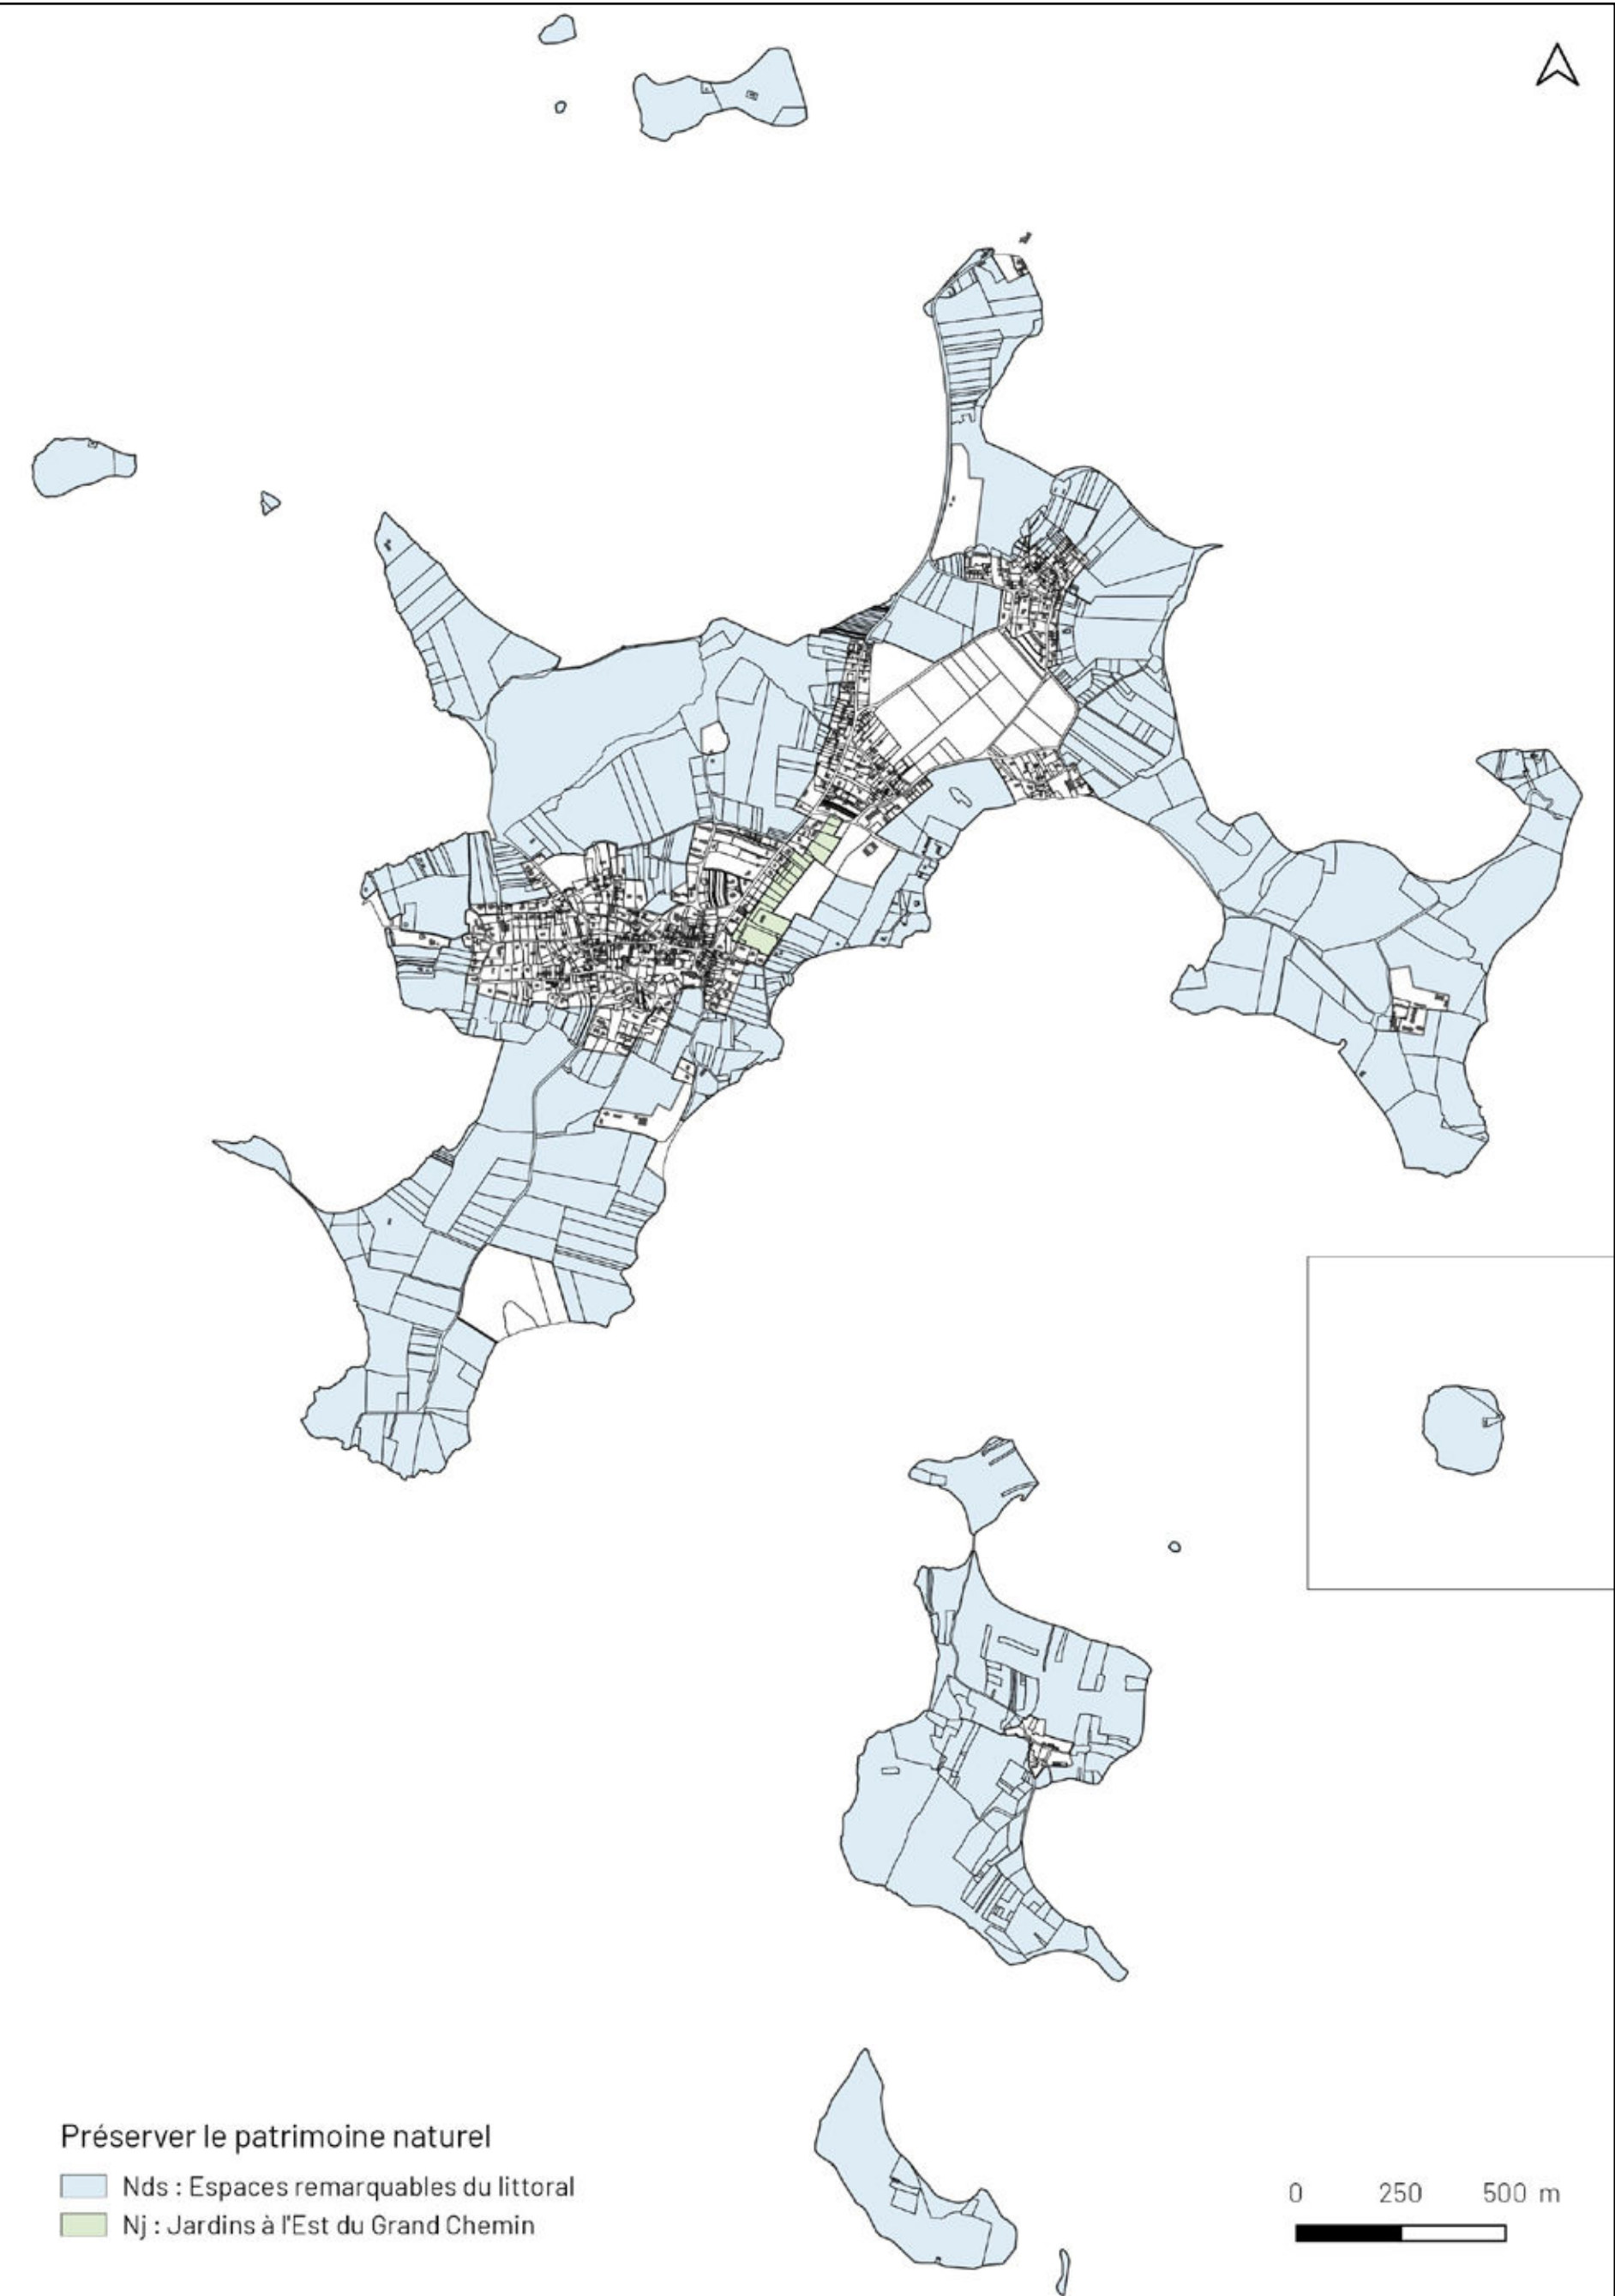 Préserver le patrimoine naturel
Nds : Espaces remarquables du littoral
Nj : Jardins à l'Est du Grand Chemin
0 250 500 m